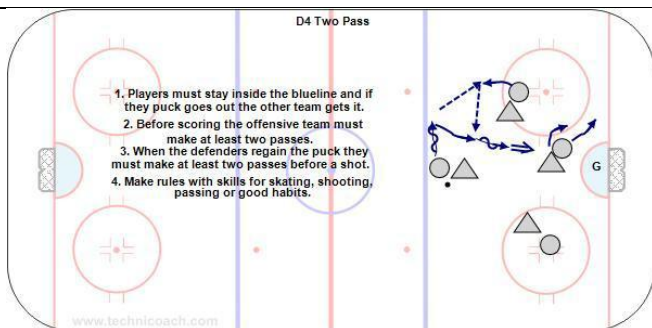 D4 Two Pass
1. Players must stay inside the blueline and if
they puck goes out the other team gets it.
2. Before scoring the offensive team must
make at least two passes.
3. When the defenders regain the puck they
must make at least two passes before a shot.
4. Make rules with skills for skating, shooting,
passing or good habits.
G
www.technicoach.com